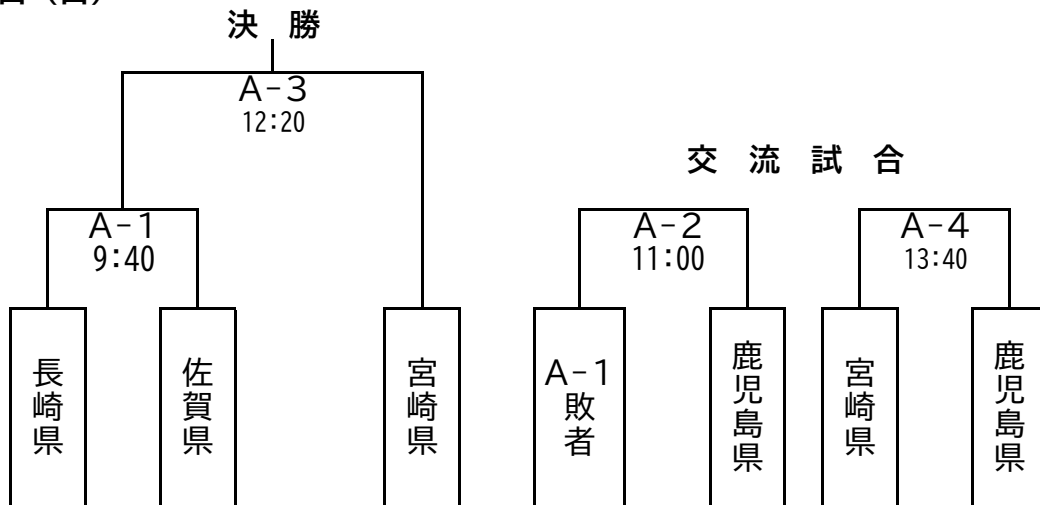 決 勝
A-3
12:20
交 流 試 合
A-1
9:40
A-2
11:00
A-4
13:40
長崎県
佐賀県
宮崎県
A-1
敗者
鹿児島県
宮崎県
鹿児島県